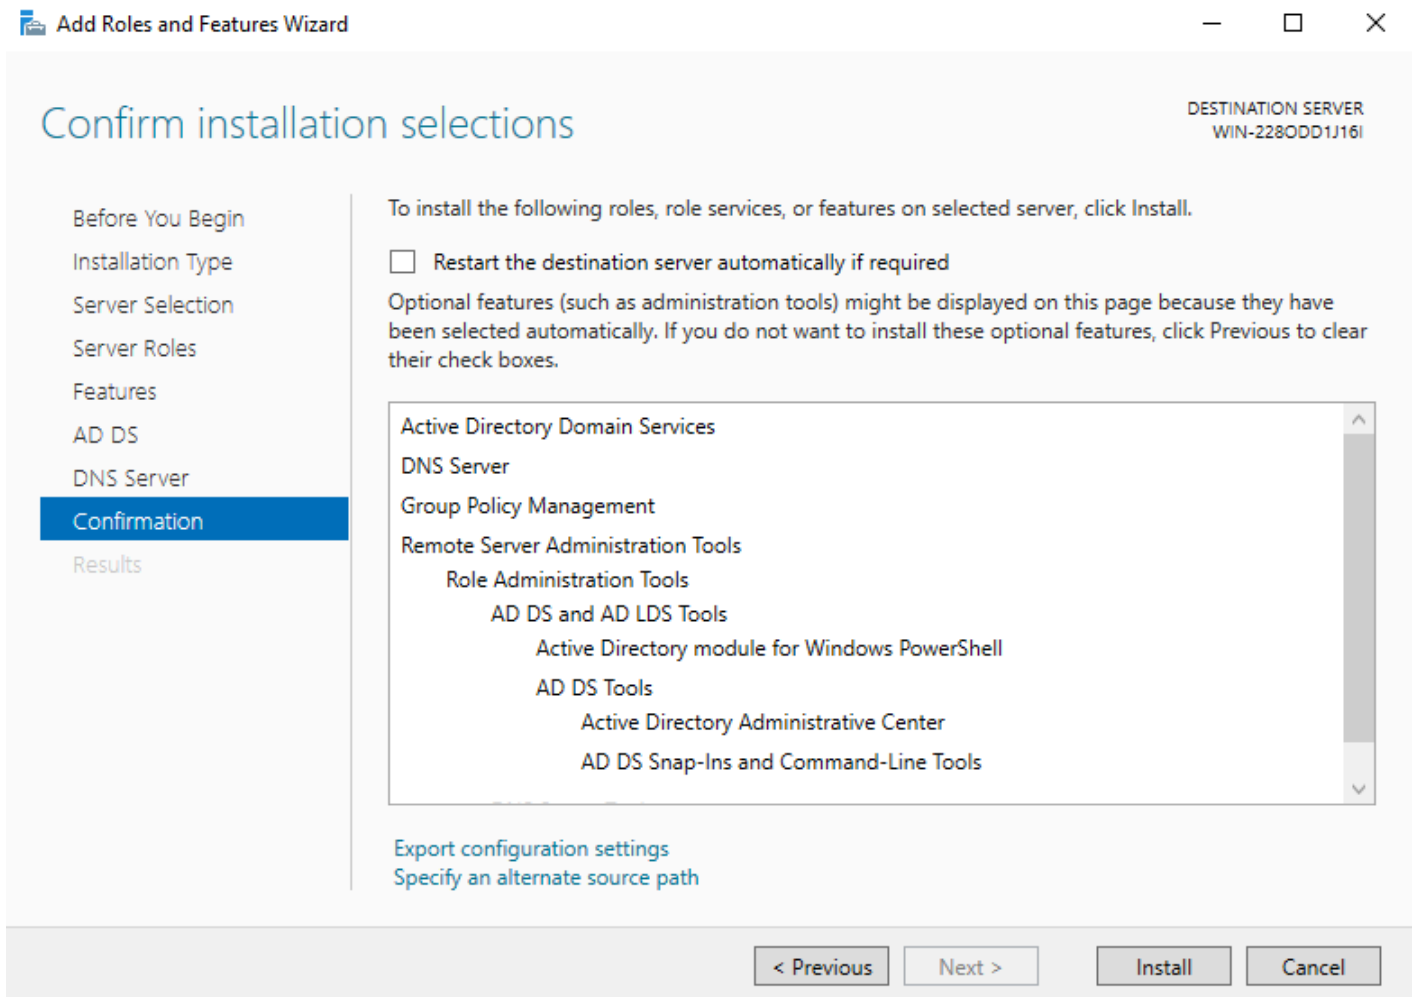 Add Roles and Features Wizard
Confirm installation selections
DESTINATION SERVER
WIN-228ODD1J16I
Before You Begin
Installation Type
Server Selection
Server Roles
Features
AD DS
DNS Server
Confirmation
Results
To install the following roles, role services, or features on selected server, click Install.
Restart the destination server automatically if required
Optional features (such as administration tools) might be displayed on this page because they have
been selected automatically. If you do not want to install these optional features, click Previous to clear
their check boxes.
Active Directory Domain Services
DNS Server
Group Policy Management
Remote Server Administration Tools
Role Administration Tools
AD DS and AD LDS Tools
Active Directory module for Windows PowerShell
AD DS Tools
Active Directory Administrative Center
AD DS Snap-Ins and Command-Line Tools
Export configuration settings
Specify an alternate source path
< Previous
Next >
Install
Cancel